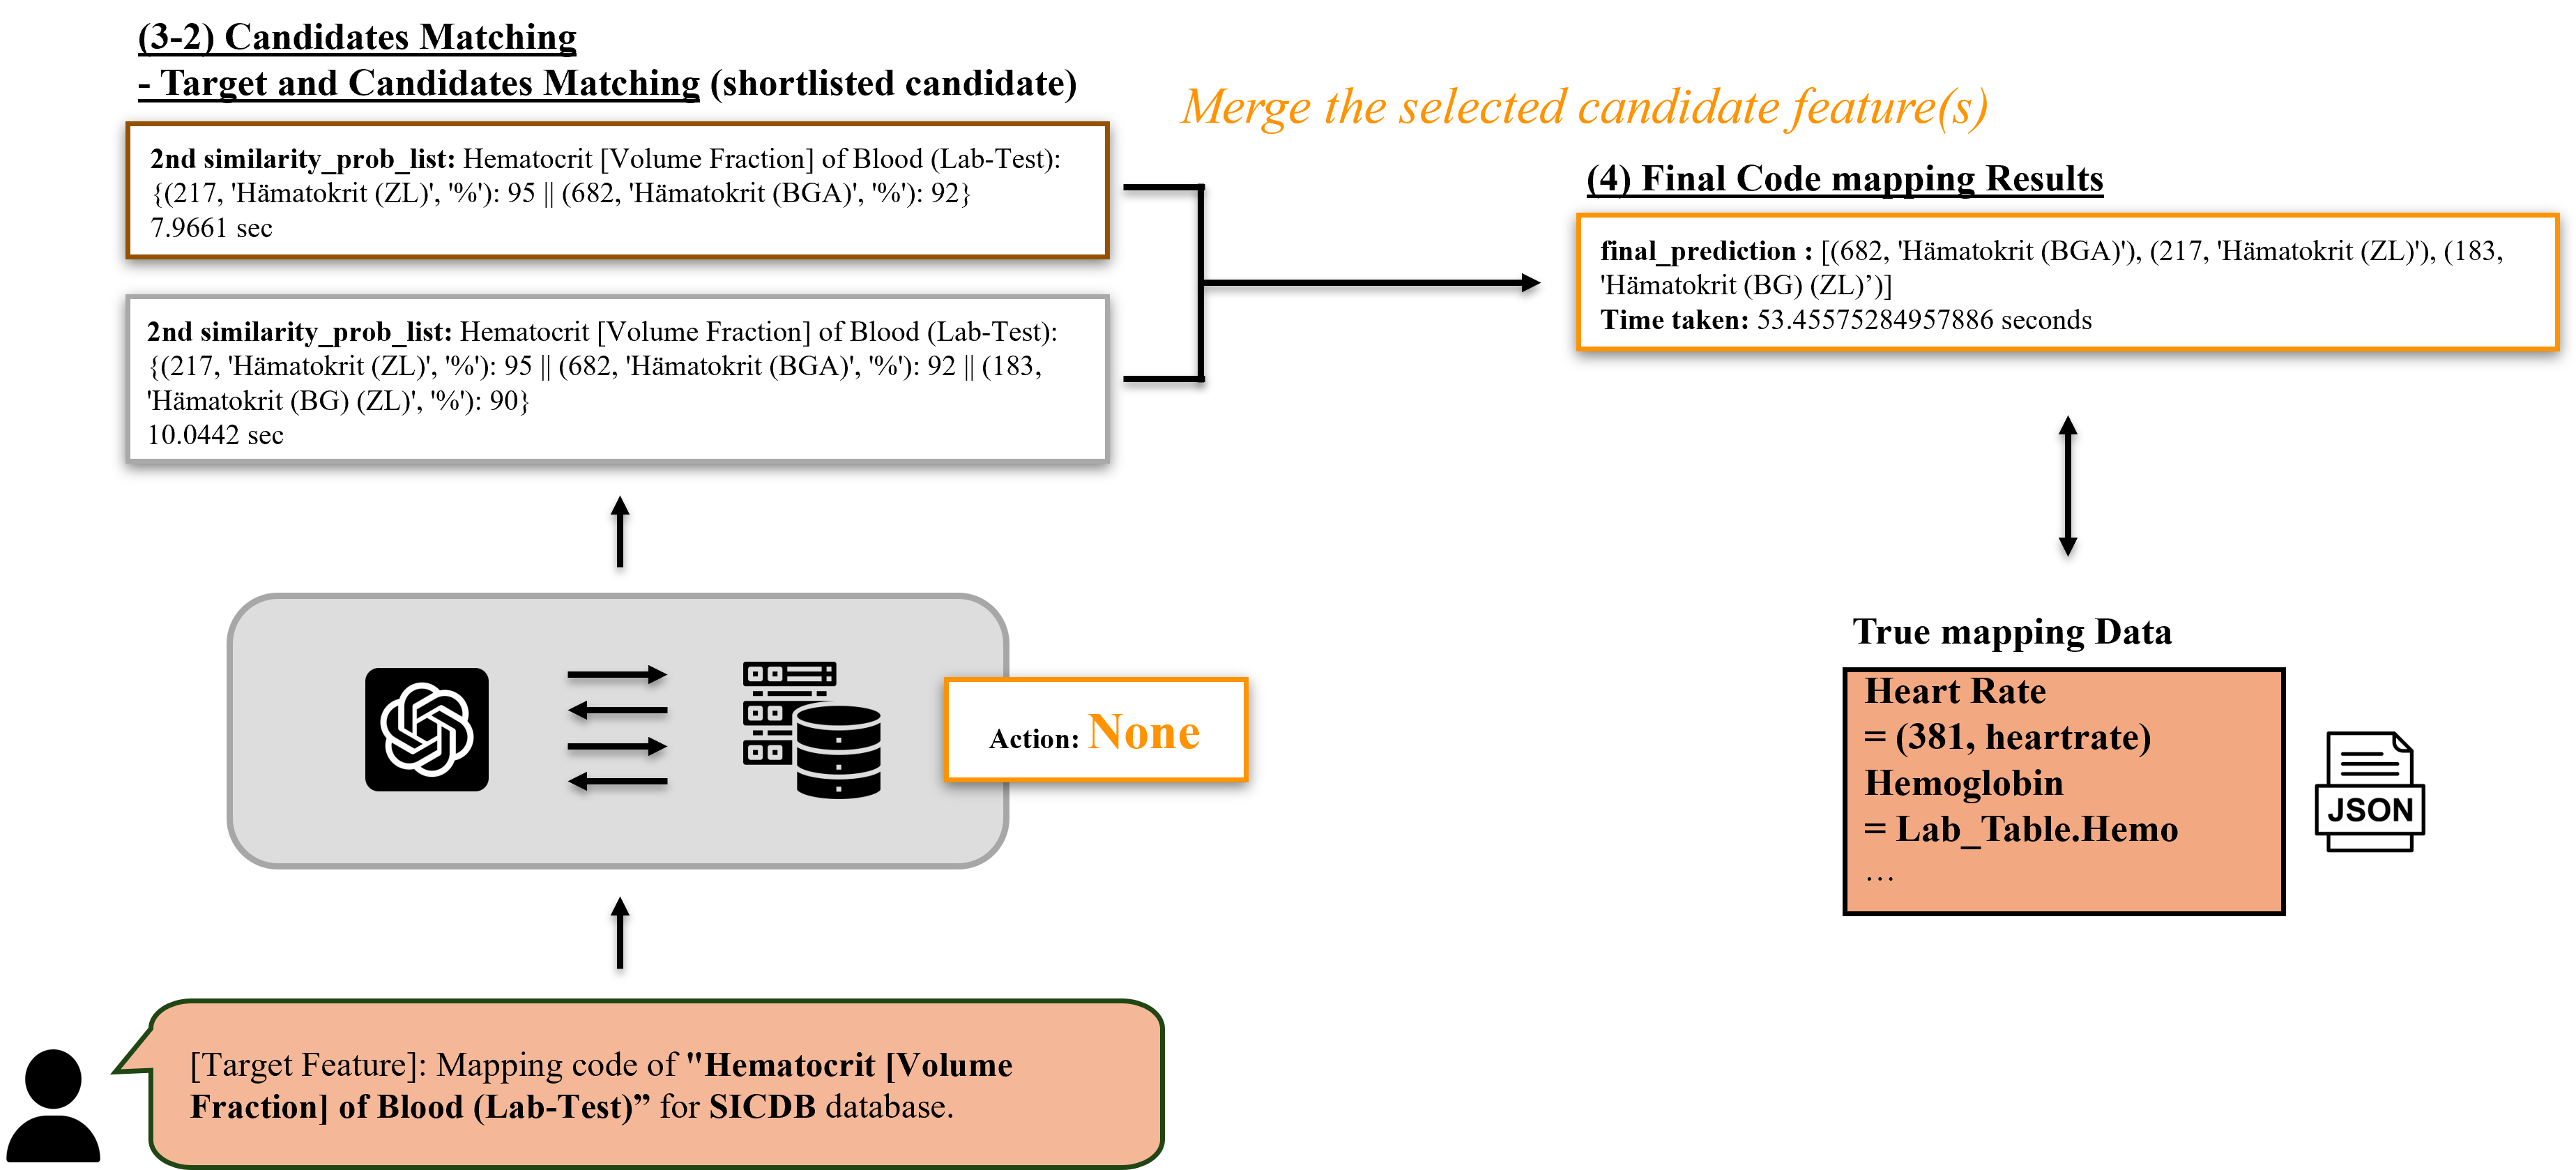 (3-2) Candidates Matching
- Target and Candidates Matching (shortlisted candidate)
2nd similarity_prob_list: Hematocrit [Volume Fraction] of Blood (Lab-Test):
{(217, 'Hämatokrit (ZL)', '%'): 95 || (682, 'Hämatokrit (BGA)', '%'): 92}
7.9661 sec
2nd similarity_prob_list: Hematocrit [Volume Fraction] of Blood (Lab-Test):
{(217, 'Hämatokrit (ZL)', '%'): 95 || (682, 'Hämatokrit (BGA)', '%'): 92 || (183,
'Hämatokrit (BG) (ZL)', '%'): 90}
10.0442 sec
Merge the selected candidate feature(s)
(4) Final Code mapping Results
final_prediction : [(682, 'Hämatokrit (BGA)'), (217, 'Hämatokrit (ZL)'), (183,
'Hämatokrit (BG) (ZL)’)]
Time taken: 53.45575284957886 seconds
Action: None
True mapping Data
Heart Rate
= (381, heartrate)
Hemoglobin
= Lab_Table.Hemo
…
JSON
[Target Feature]: Mapping code of "Hematocrit [Volume
Fraction] of Blood (Lab-Test)” for SICDB database.